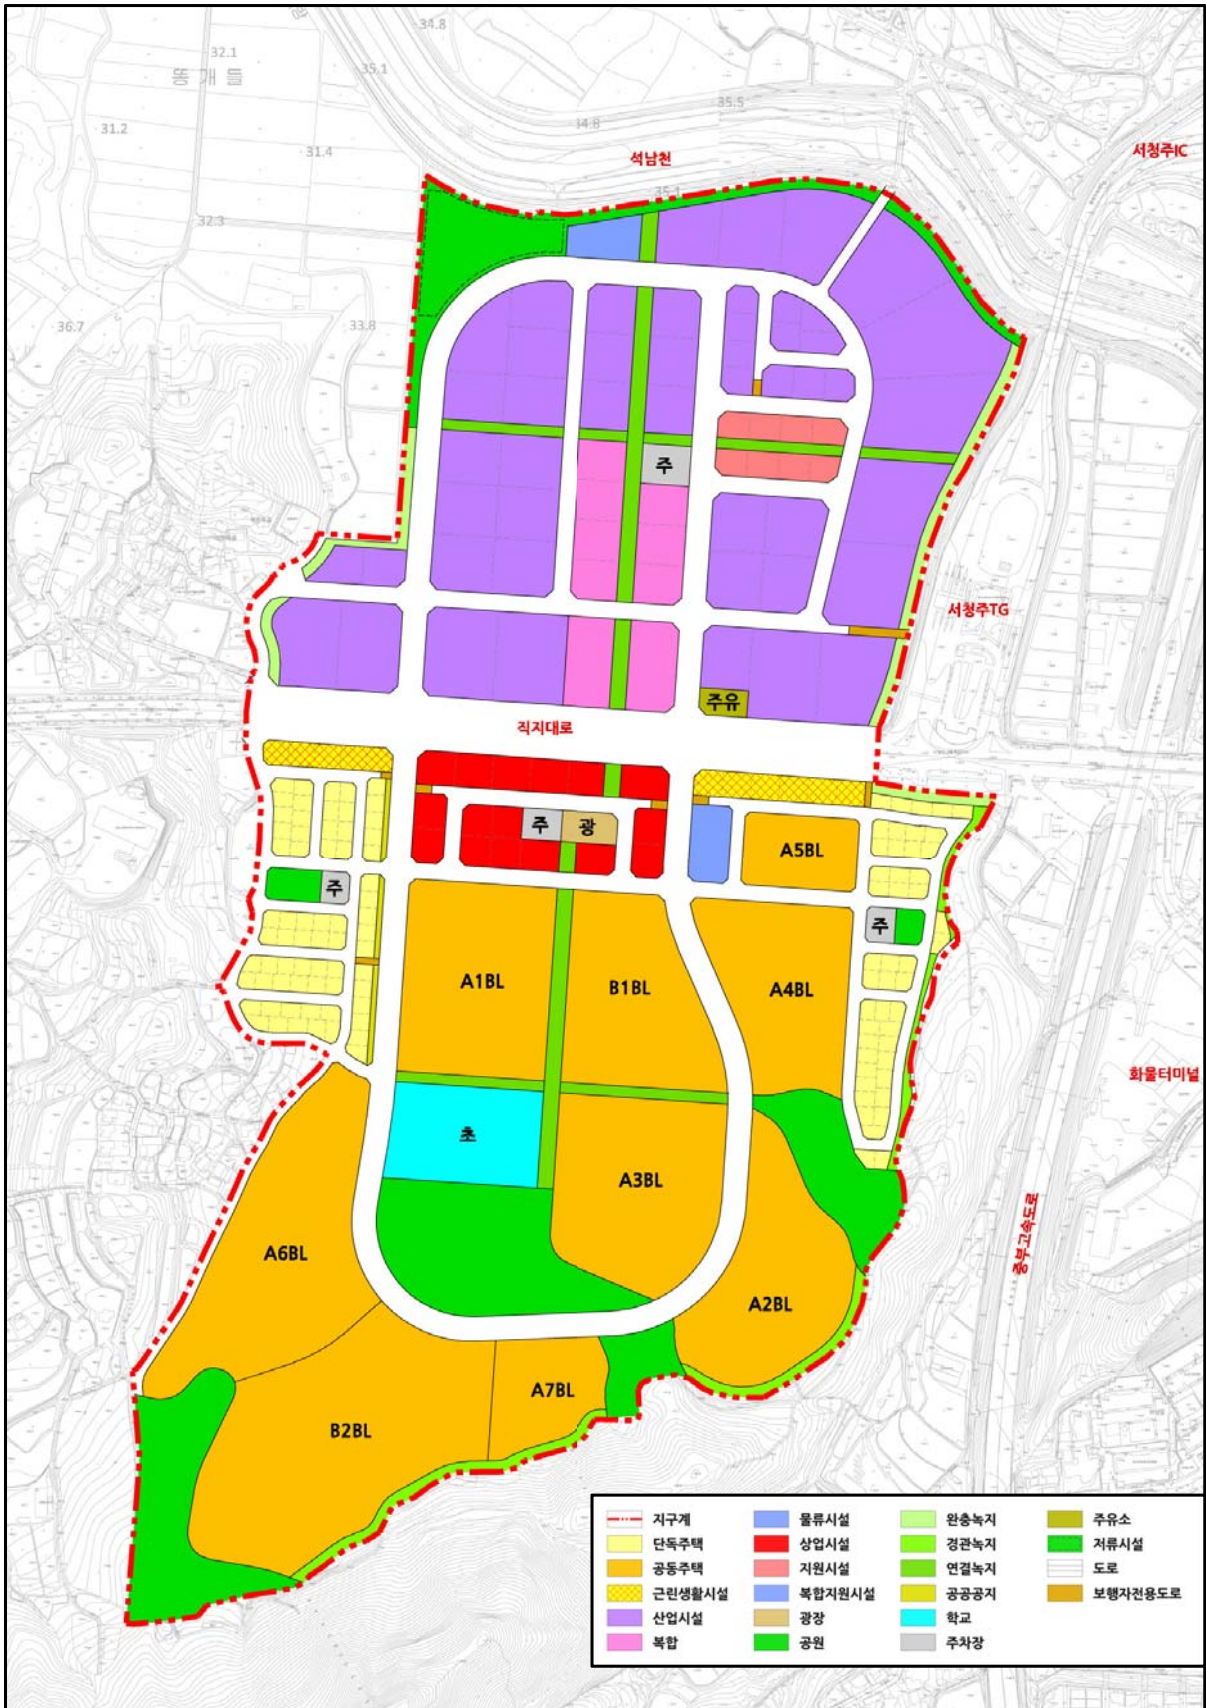 34.8
32.1
똥개들
35.1
35.5
31.2
34.8
31.4
석남천
서청주IC
35.1
32.3
36.7
33.8
주
서청주TG
주유
직지대로
주
광
A5BL
주
주
A1BL
B1BL
A4BL
화물터미널
초
A3BL
중부고속도로
A6BL
A2BL
A7BL
B2BL
지구계
물류시설
완충녹지
주유소
단독주택
상업시설
경관녹지
저류시설
공동주택
지원시설
연결녹지
도로
근린생활시설
복합지원시설
공공공지
보행자전용도로
산업시설
광장
학교
복합
공원
주차장